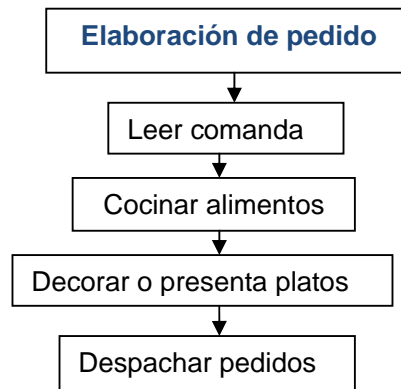 Elaboración de pedido
Leer comanda
Cocinar alimentos
Decorar o presenta platos
Despachar pedidos